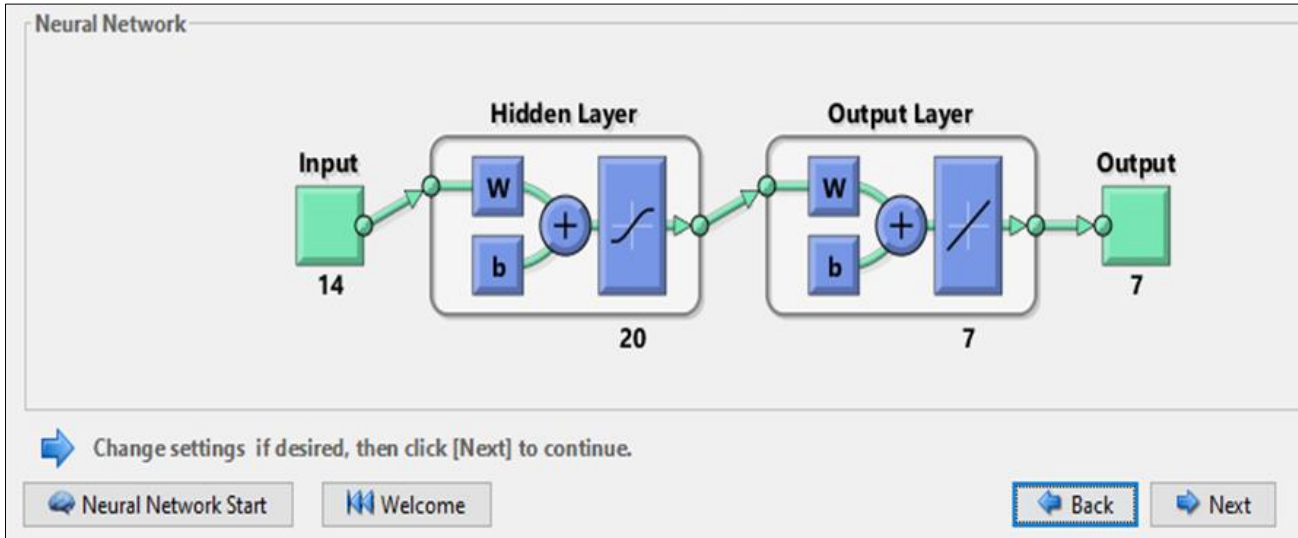 Neural Network
Hidden Layer
Output Layer
Input
W
b
+
14
20
W
b
+
7
Output
7
Change settings if desired, then click [Next] to continue.
Neural Network Start
Welcome
Back
Next